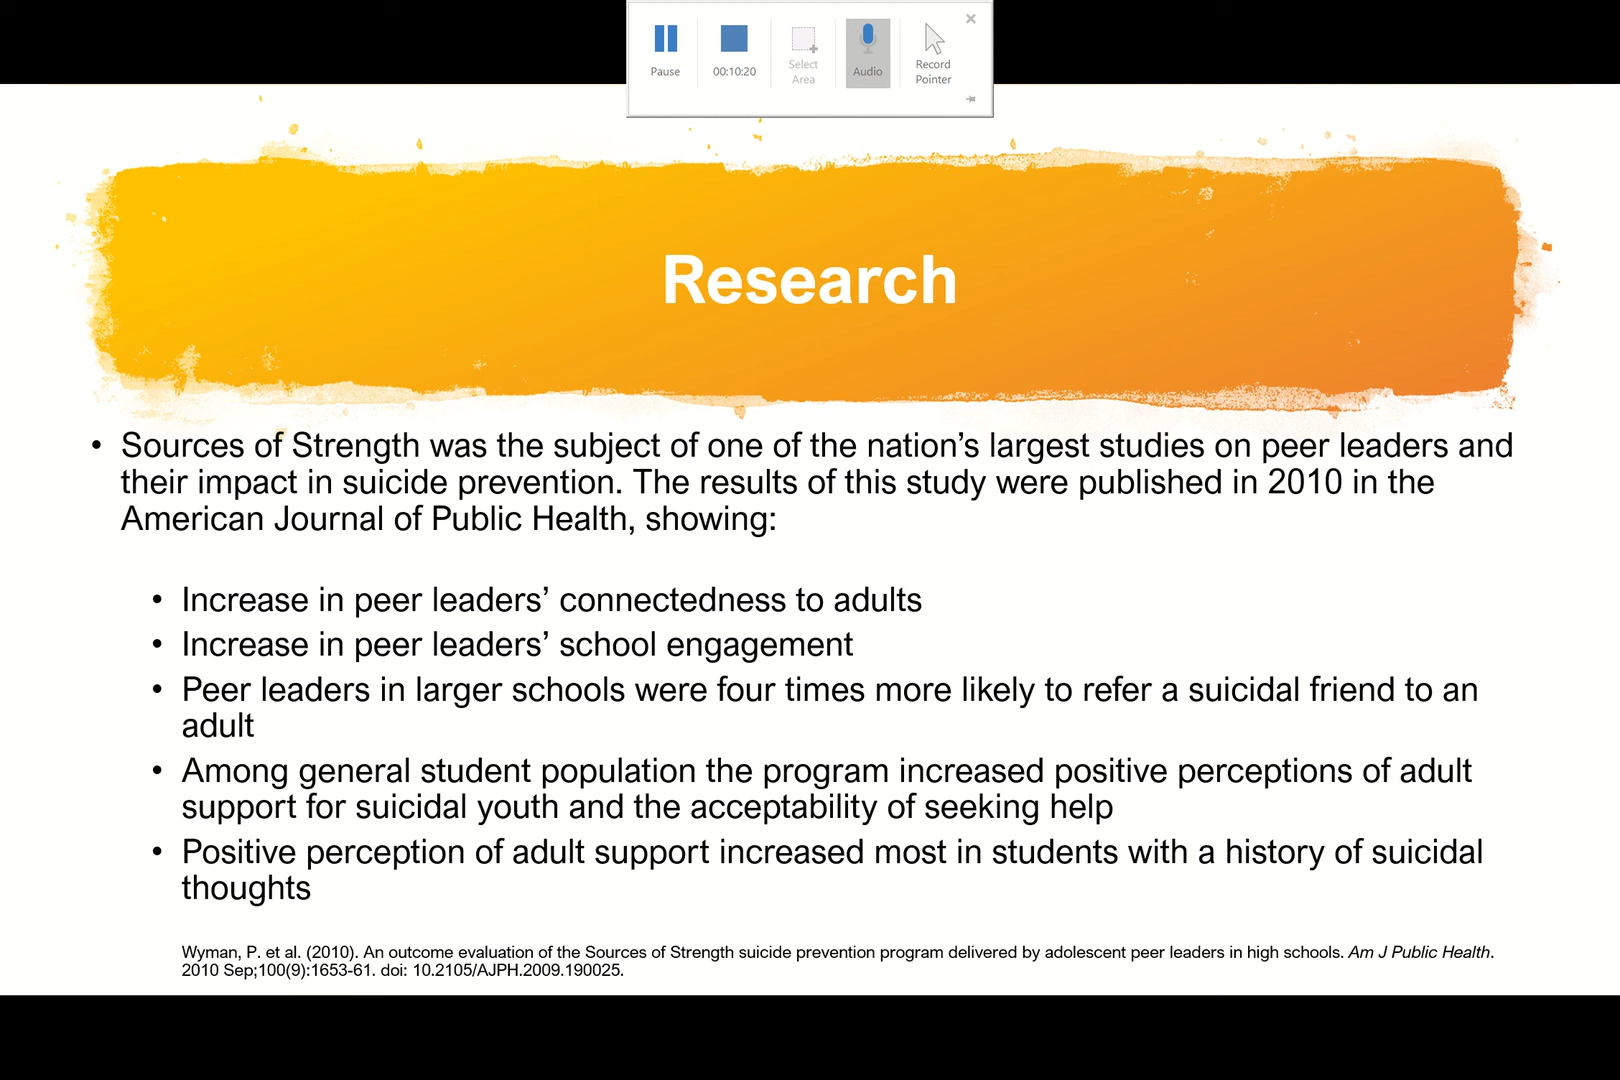 Pause
00:10:20
Select
Area
Audio
Record
Pointer
Research
• Sources of Strength was the subject of one of the nation’s largest studies on peer leaders and
their impact in suicide prevention. The results of this study were published in 2010 in the
American Journal of Public Health, showing:
• Increase in peer leaders’ connectedness to adults
• Increase in peer leaders’ school engagement
• Peer leaders in larger schools were four times more likely to refer a suicidal friend to an
adult
• Among general student population the program increased positive perceptions of adult
support for suicidal youth and the acceptability of seeking help
• Positive perception of adult support increased most in students with a history of suicidal
thoughts
Wyman, P. et al. (2010). An outcome evaluation of the Sources of Strength suicide prevention program delivered by adolescent peer leaders in high schools. Am J Public Health.
2010 Sep;100(9):1653-61. doi: 10.2105/AJPH.2009.190025.